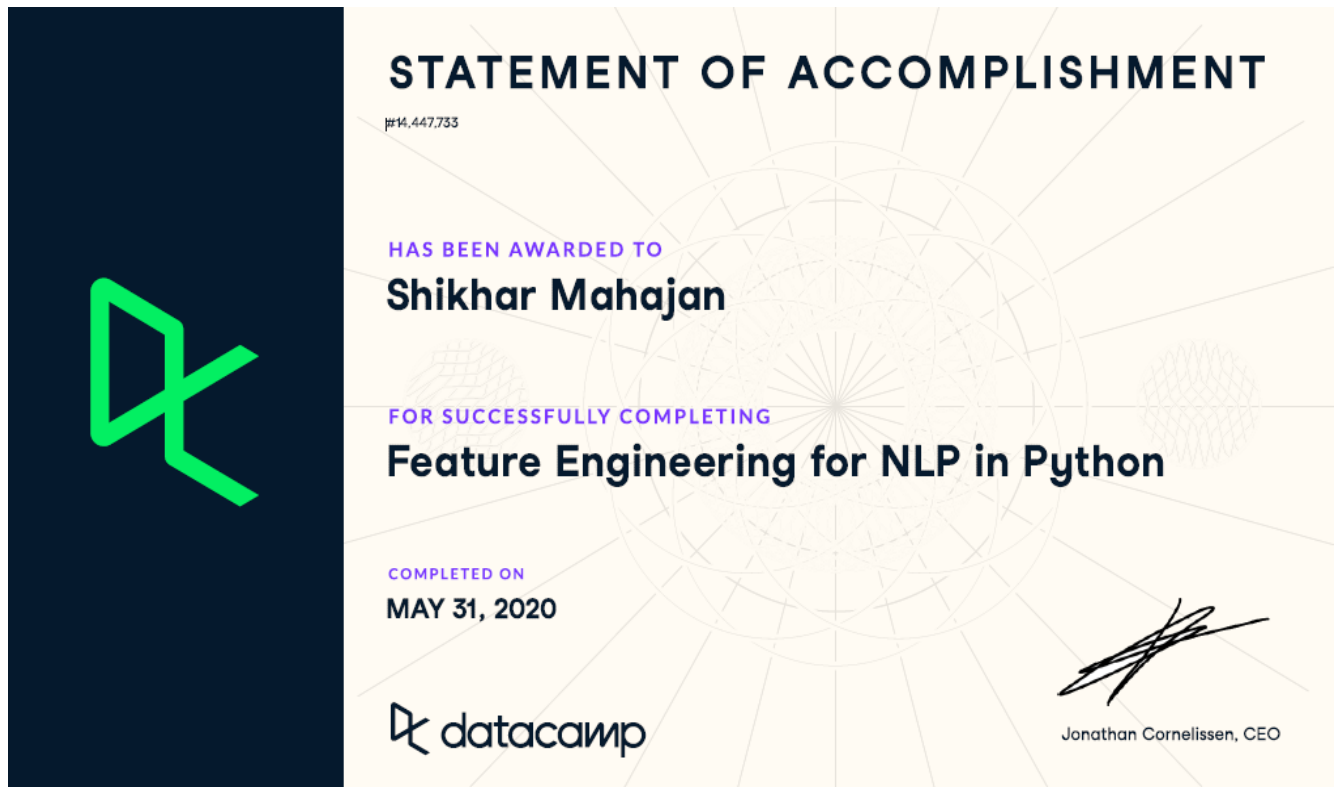 STATEMENT OF ACCOMPLISHMENT
#14,447,733
HAS BEEN AWARDED TO
Shikhar Mahajan
FOR SUCCESSFULLY COMPLETING
Feature Engineering for NLP in Python
COMPLETED ON
MAY 31, 2020
datacamp
Jonathan Cornelissen, CEO